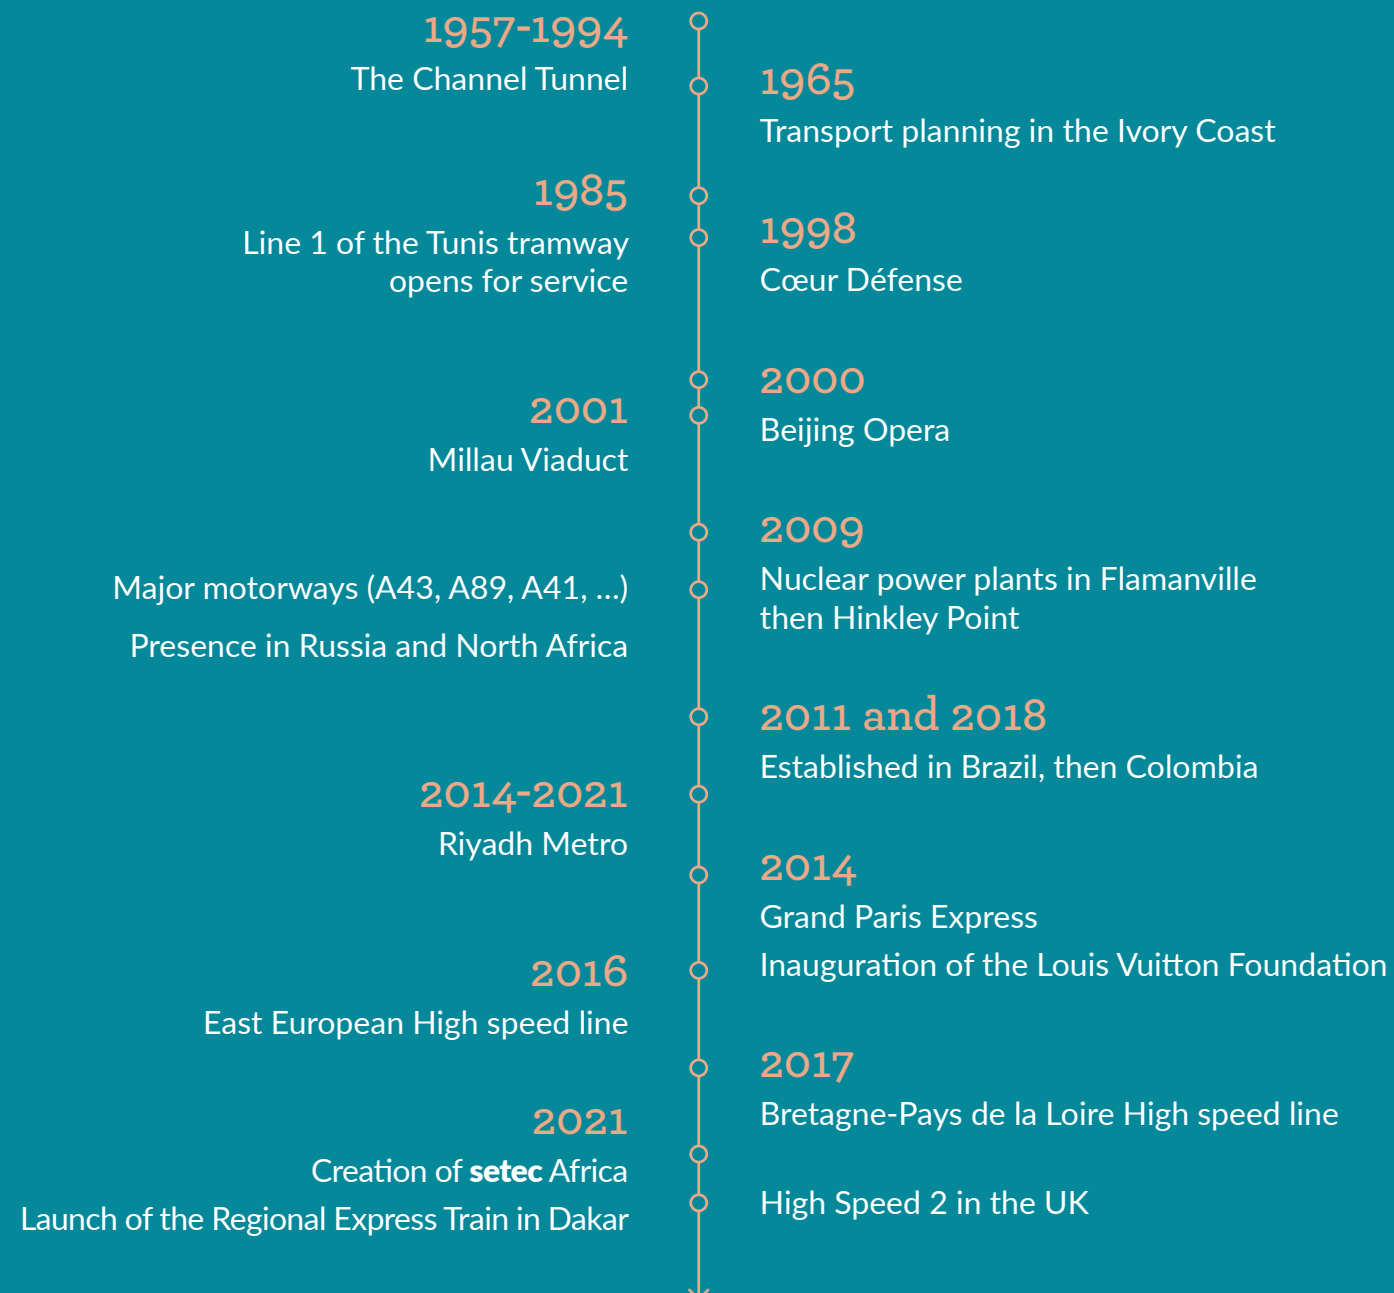 1957-1994
The Channel Tunnel
1965
Transport planning in the Ivory Coast
1985
Line 1 of the Tunis tramway
opens for service
1998
Cœur Défense
2000
Beijing Opera
2001
Millau Viaduct
2009
Nuclear power plants in Flamanville
then Hinkley Point
Major motorways (A43, A89, A41, ...)
Presence in Russia and North Africa
2011 and 2018
Established in Brazil, then Colombia
2014-2021
Riyadh Metro
2014
Grand Paris Express
Inauguration of the Louis Vuitton Foundation
2016
East European High speed line
2017
Bretagne-Pays de la Loire High speed line
2021
Creation of setec Africa
Launch of the Regional Express Train in Dakar
High Speed 2 in the UK